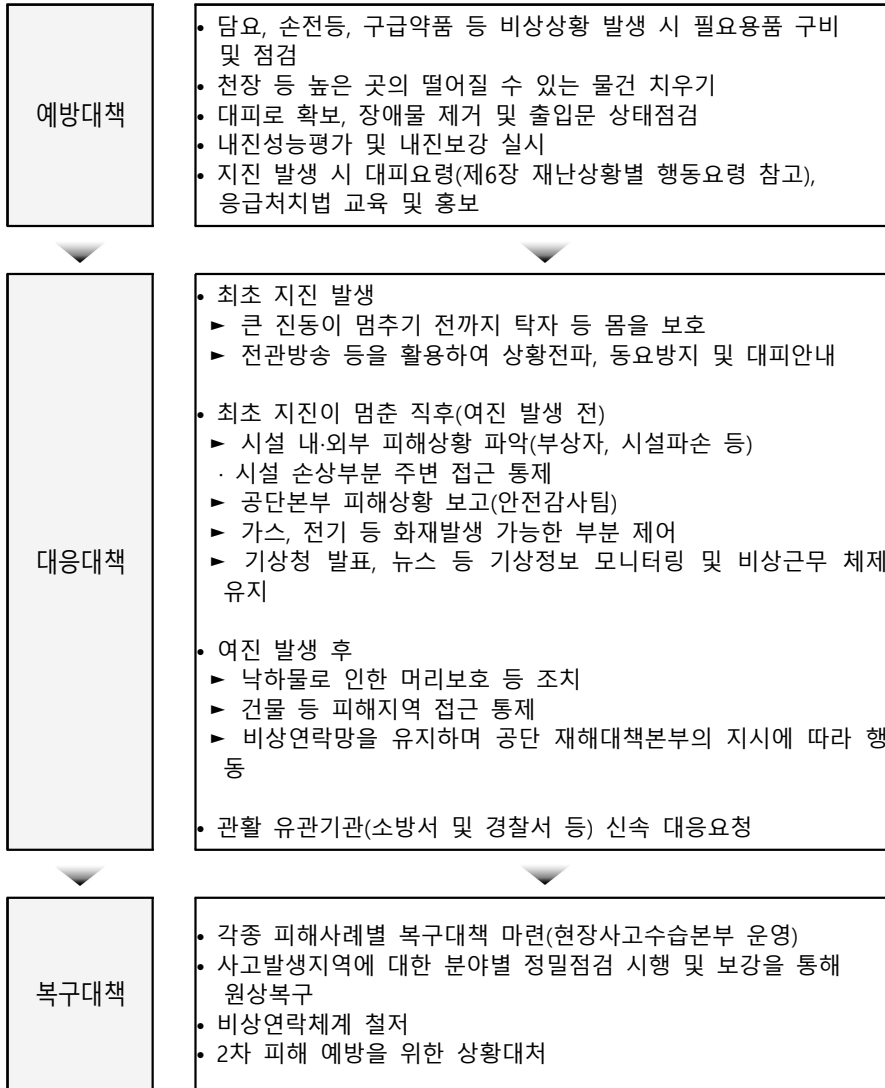 예방대책
• 담요, 손전등, 구급약품 등 비상상황 발생 시 필요용품 구비
및 점검
• 천장 등 높은 곳의 떨어질 수 있는 물건 치우기
• 대피로 확보, 장애물 제거 및 출입문 상태점검
• 내진성능평가 및 내진보강 실시
• 지진 발생 시 대피요령(제6장 재난상황별 행동요령 참고),
응급처치법 교육 및 홍보
대응대책
• 최초 지진 발생
► 큰 진동이 멈추기 전까지 탁자 등 몸을 보호
► 전관방송 등을 활용하여 상황전파, 동요방지 및 대피안내
• 최초 지진이 멈춘 직후(여진 발생 전)
► 시설 내·외부 피해상황 파악(부상자, 시설파손 등)
· 시설 손상부분 주변 접근 통제
► 공단본부 피해상황 보고(안전감사팀)
► 가스, 전기 등 화재발생 가능한 부분 제어
► 기상청 발표, 뉴스 등 기상정보 모니터링 및 비상근무 체제
유지
• 여진 발생 후
► 낙하물로 인한 머리보호 등 조치
► 건물 등 피해지역 접근 통제
► 비상연락망을 유지하며 공단 재해대책본부의 지시에 따라 행
동
• 관활 유관기관(소방서 및 경찰서 등) 신속 대응요청
복구대책
• 각종 피해사례별 복구대책 마련(현장사고수습본부 운영)
• 사고발생지역에 대한 분야별 정밀점검 시행 및 보강을 통해
원상복구
• 비상연락체계 철저
• 2차 피해 예방을 위한 상황대처